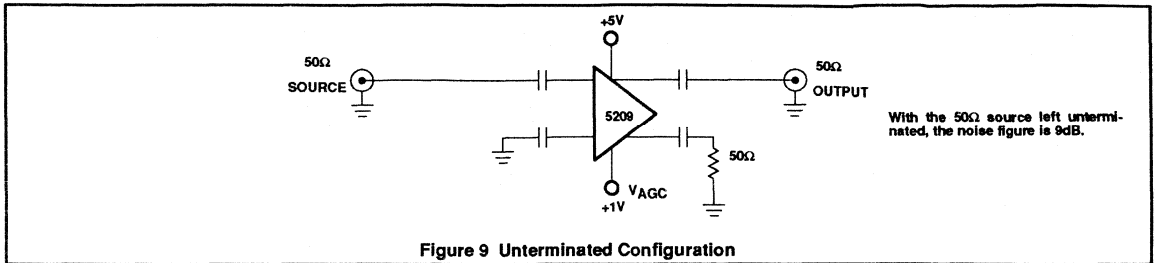 +5V
50Ω
SOURCE
50Ω
OUTPUT
5209
50Ω
VAGC
+1V
With the 50Ω source left untermi-
nated, the noise figure is 9dB.
Figure 9 Unterminated Configuration